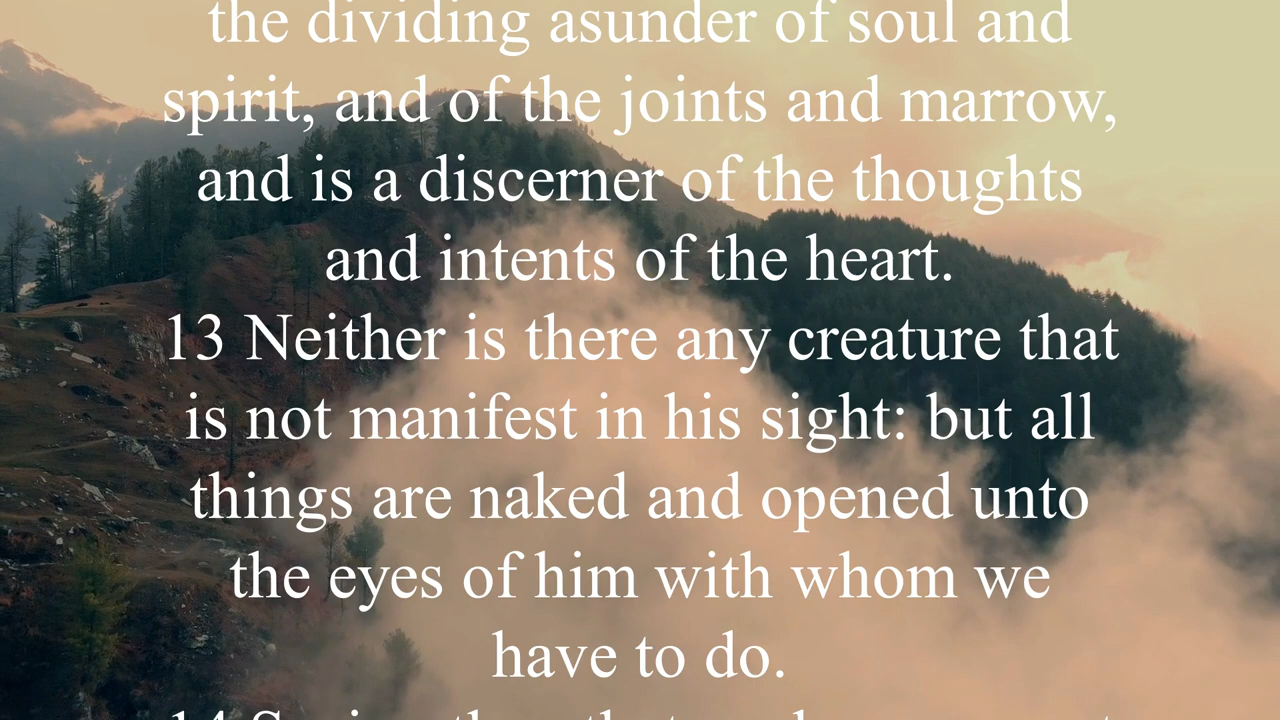 the dividing asunder of soul and
spirit, and of the joints and marrow,
and is a discerner of the thoughts
and intents of the heart.
13 Neither is there any creature that
is not manifest in his sight: but all
things are naked and opened unto
the eyes of him with whom we
have to do.